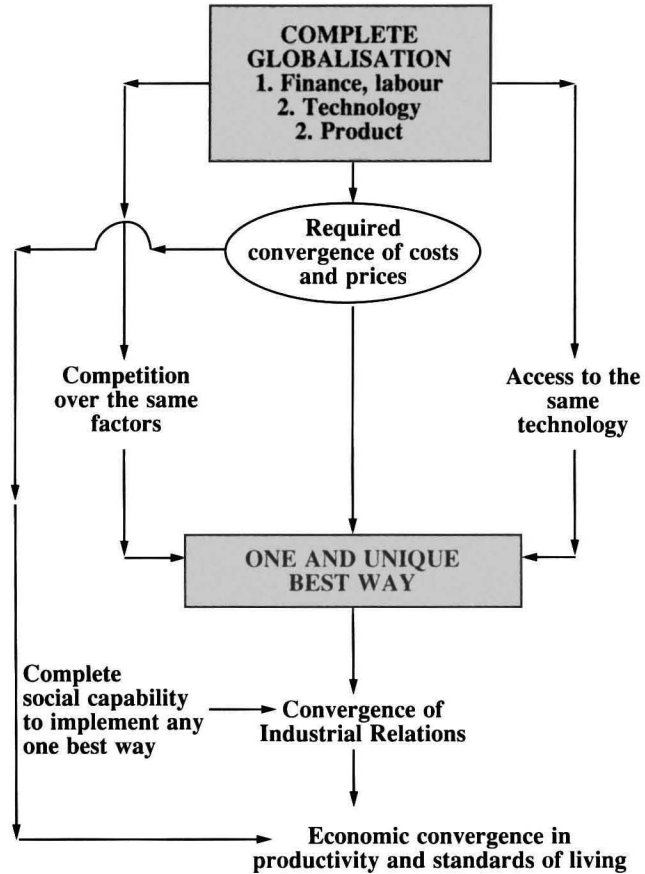 COMPLETE
GLOBALISATION
1. Finance, labour
2. Technology
2. Product
Required
convergence of costs
and prices
Competition
over the same
factors
Access to the
same
technology
ONE AND UNIQUE
BEST WAY
Complete
social capability
to implement any
one best way
Convergence of
Industrial Relations
Economic convergence in
productivity and standards of living